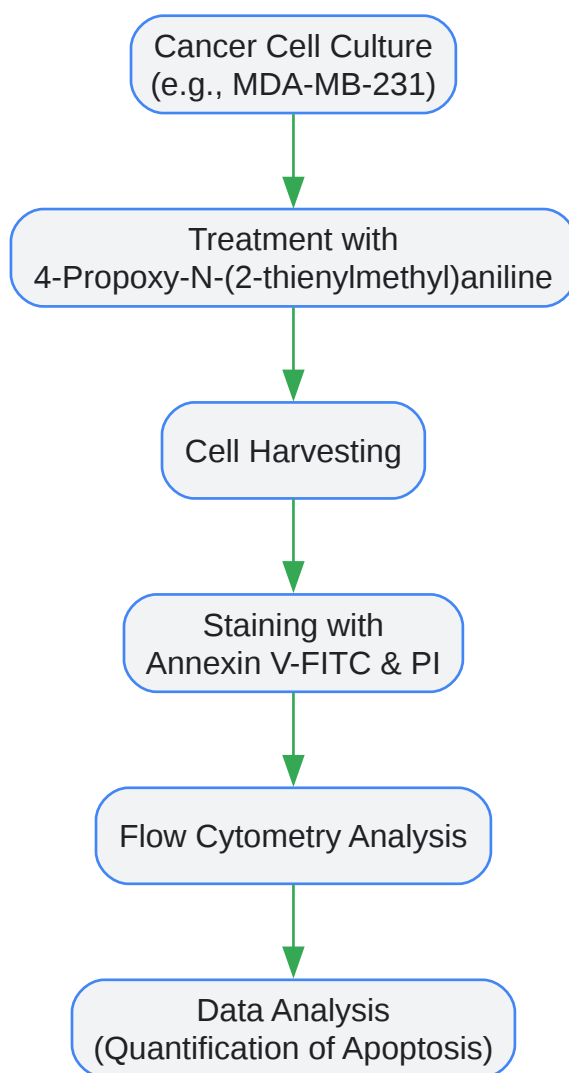 Cancer Cell Culture
(e.g., MDA-MB-231)
Treatment with
4-Propoxy-N-(2-thienylmethyl)aniline
Cell Harvesting
Staining with
Annexin V-FITC & PI
Flow Cytometry Analysis
Data Analysis
(Quantification of Apoptosis)